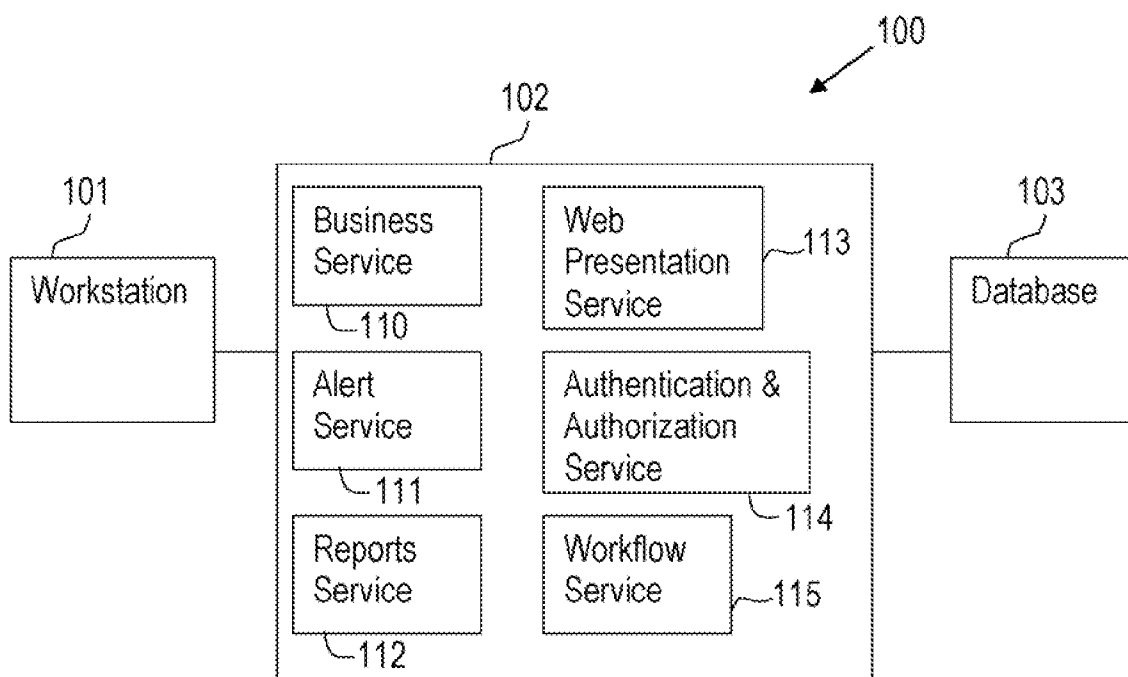 100
102
101
Workstation
Business
Service
110
Web
Presentation
Service
113
103
Database
Alert
Service
111
Authentication &
Authorization
Service
114
Reports
Service
112
Workflow
Service
115